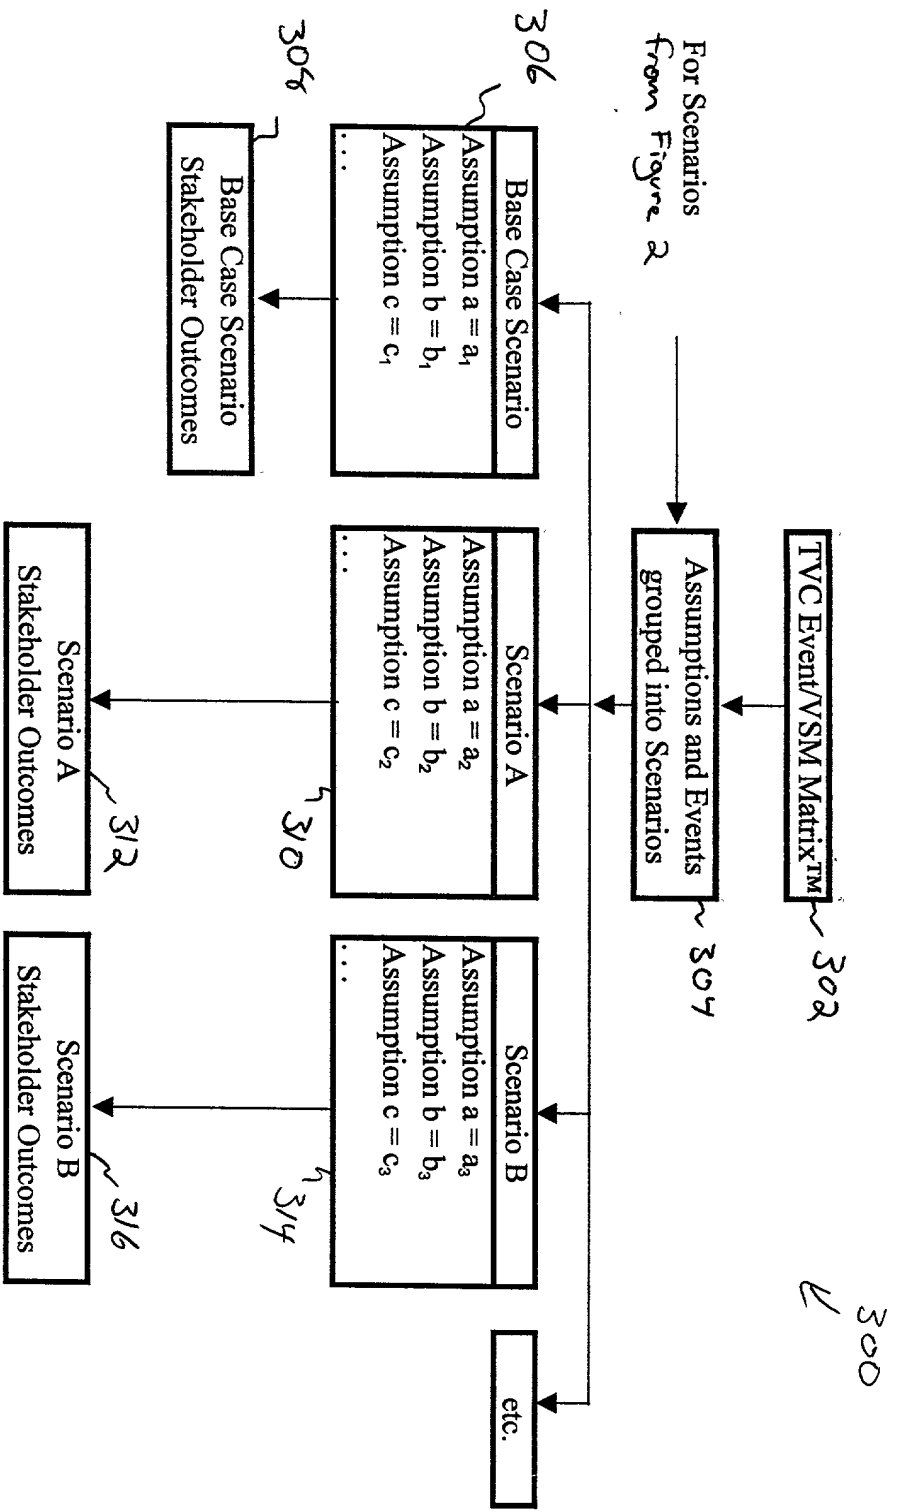 300
TVC Event/VSM Matrix™
302
For Scenarios
from Figure 2
Assumptions and Events
grouped into Scenarios
304
306
Base Case Scenario
Assumption a = a₁
Assumption b = b₁
Assumption c = c₁
...
Scenario A
Assumption a = a₂
Assumption b = b₂
Assumption c = c₂
...
310
Scenario B
Assumption a = a₃
Assumption b = b₃
Assumption c = c₃
...
314
etc.
308
Base Case Scenario
Stakeholder Outcomes
Scenario A
Stakeholder Outcomes
312
Scenario B
Stakeholder Outcomes
316